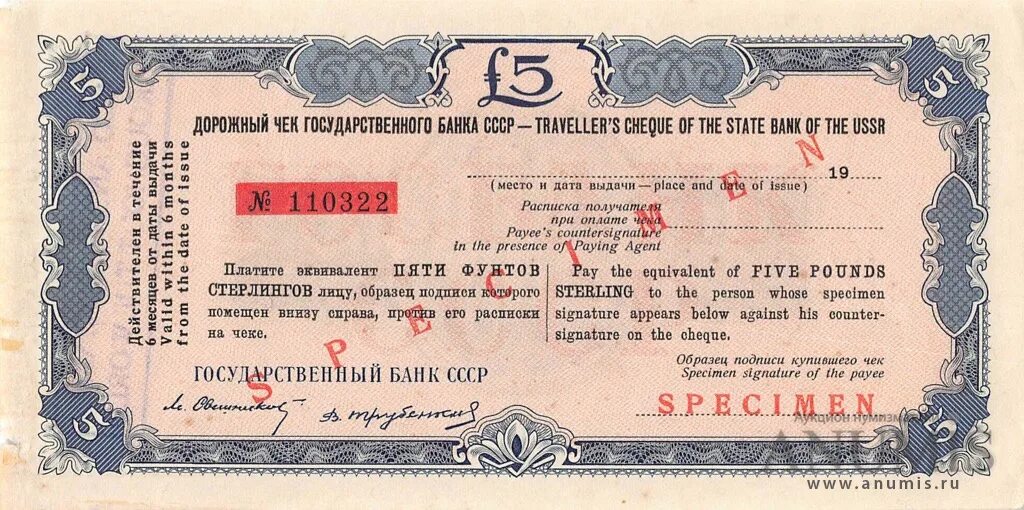 £5
5
5
ДОРОЖНЫЙ ЧЕК ГОСУДАРСТВЕННОГО БАНКА СССР — TRAVELLER'S CHEQUE OF THE STATE BANK OF THE USSR
Действителен в течение
6 месяцев от даты выдачи
Valid within 6 months
from the date of issue
19
(место и дата выдачи — place and date of issue)
№ 110322
Расписка получателя
при оплате чека
Payee's countersignature
in the presence of Paying Agent
Платите эквивалент ПЯТИ ФУНТОВ
СТЕРЛИНГОВ лицу, образец подписи которого
помещен внизу справа, против его расписки
на чеке.
Pay the equivalent of FIVE POUNDS
STERLING to the person whose specimen
signature appears below against his counter-
signature on the cheque.
SPECIMEN
ГОСУДАРСТВЕННЫЙ БАНК СССР
Образец подписи купившего чек
Specimen signature of the payee
SPECIMEN
5
5
Аукцион нумизма
www.anumis.ru